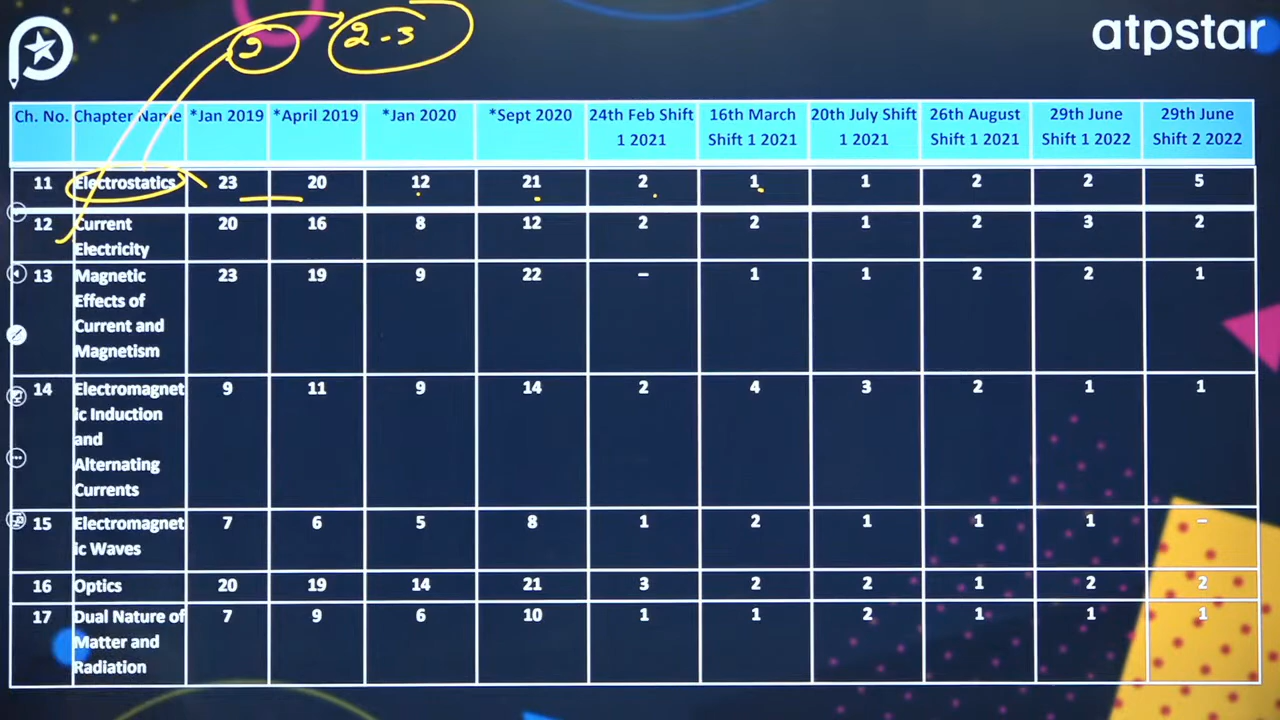 2
2-3
atpstar
Ch. No. Chapter Name *Jan 2019 *April 2019 *Jan 2020 *Sept 2020 24th Feb Shift 1 2021 16th March Shift 1 2021 20th July Shift 1 2021 26th August Shift 1 2021 29th June Shift 1 2022 29th June Shift 2 2022
11 Electrostatics 23 20 12 21 2 1 1 2 2 5
12 Current Electricity 20 16 8 12 2 2 1 2 3 2
13 Magnetic Effects of Current and Magnetism 23 19 9 22 – 1 1 2 2 1
14 Electromagnetic Induction and Alternating Currents 9 11 9 14 2 4 3 2 1 1
15 Electromagnetic Waves 7 6 5 8 1 2 1 1 1 –
16 Optics 20 19 14 21 3 2 2 1 2 2
17 Dual Nature of Matter and Radiation 7 9 6 10 1 1 2 1 1 1